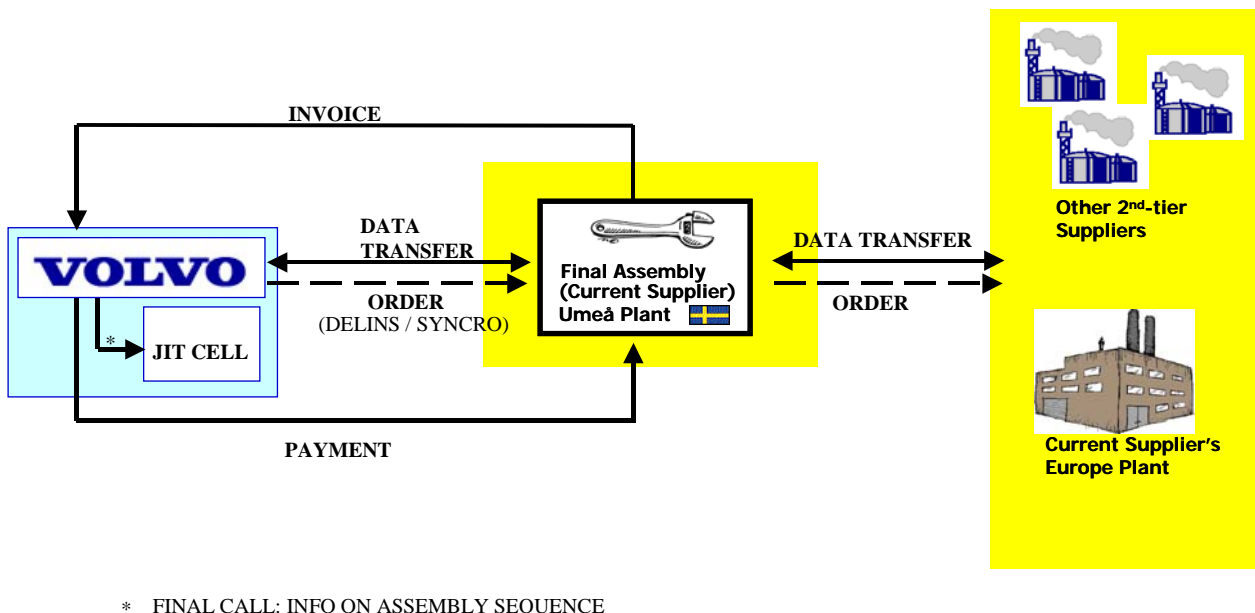 INVOICE
Other 2nd-tier
Suppliers
DATA
TRANSFER
DATA TRANSFER
VOLVO
Final Assembly
(Current Supplier)
Umeå Plant
ORDER
(DELINS / SYNCRO)
ORDER
* JIT CELL
Current Supplier's
Europe Plant
PAYMENT
* FINAL CALL: INFO ON ASSEMBLY SEQUENCE